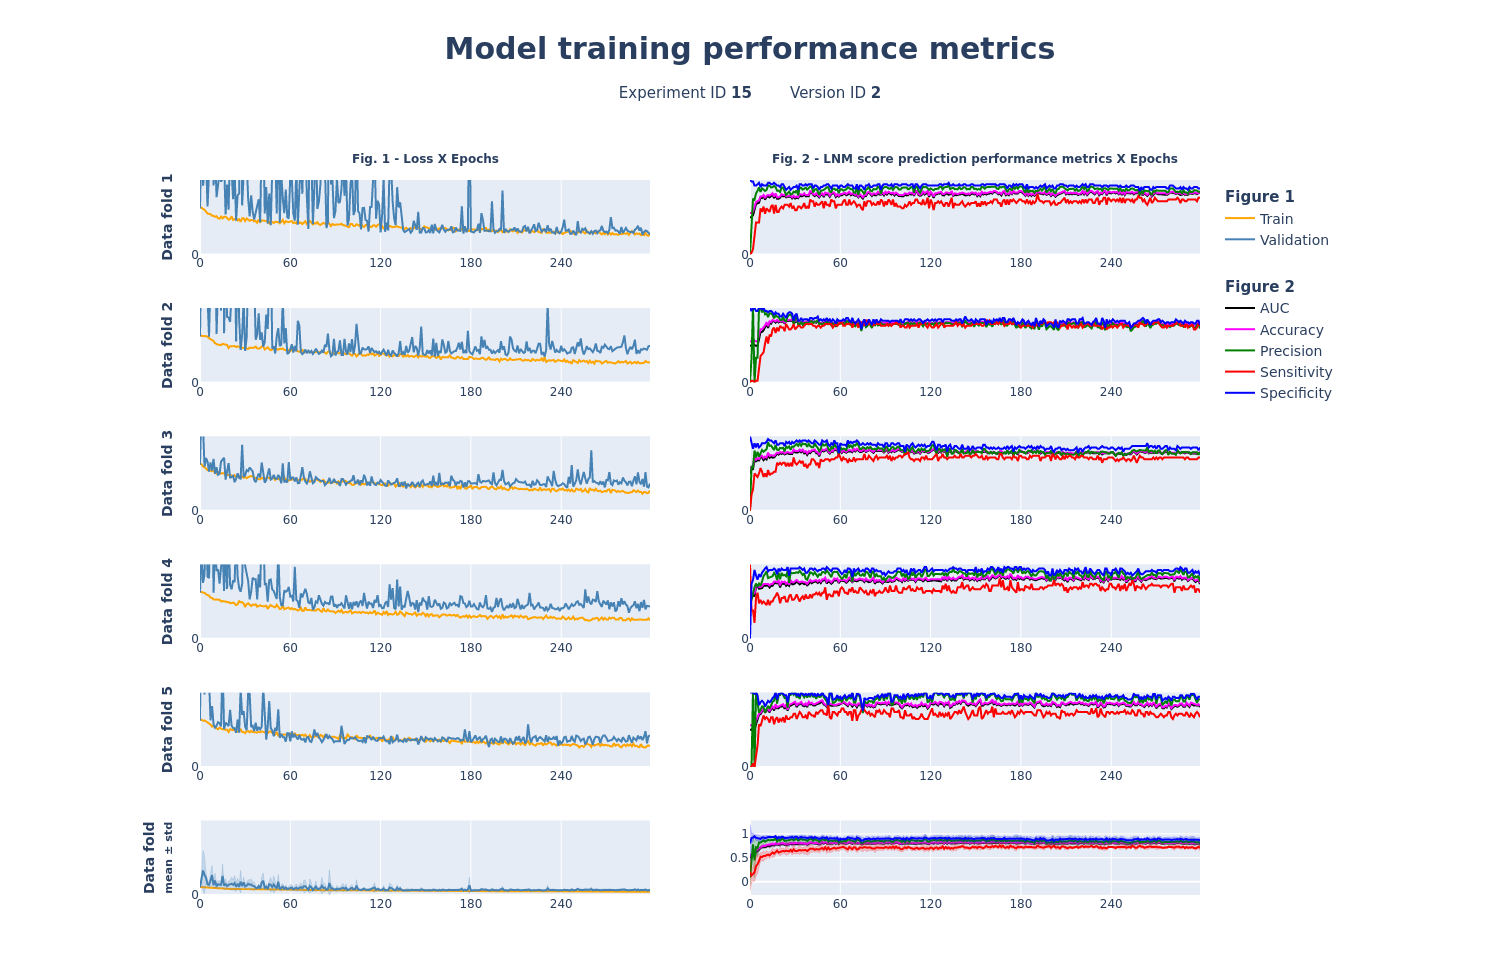 Model training performance metrics
Experiment ID 15 Version ID 2
Fig. 1 - Loss X Epochs
Fig. 2 - LNM score prediction performance metrics X Epochs
Data fold 1
0
0 60 120 180 240
0
0 60 120 180 240
Data fold 2
0
0 60 120 180 240
0
0 60 120 180 240
Data fold 3
0
0 60 120 180 240
0
0 60 120 180 240
Data fold 4
0
0 60 120 180 240
0
0 60 120 180 240
Data fold 5
0
0 60 120 180 240
0
0 60 120 180 240
Data fold
mean ± std
0
0 60 120 180 240
1
0.5
0
0 60 120 180 240
Figure 1
Train
Validation
Figure 2
AUC
Accuracy
Precision
Sensitivity
Specificity